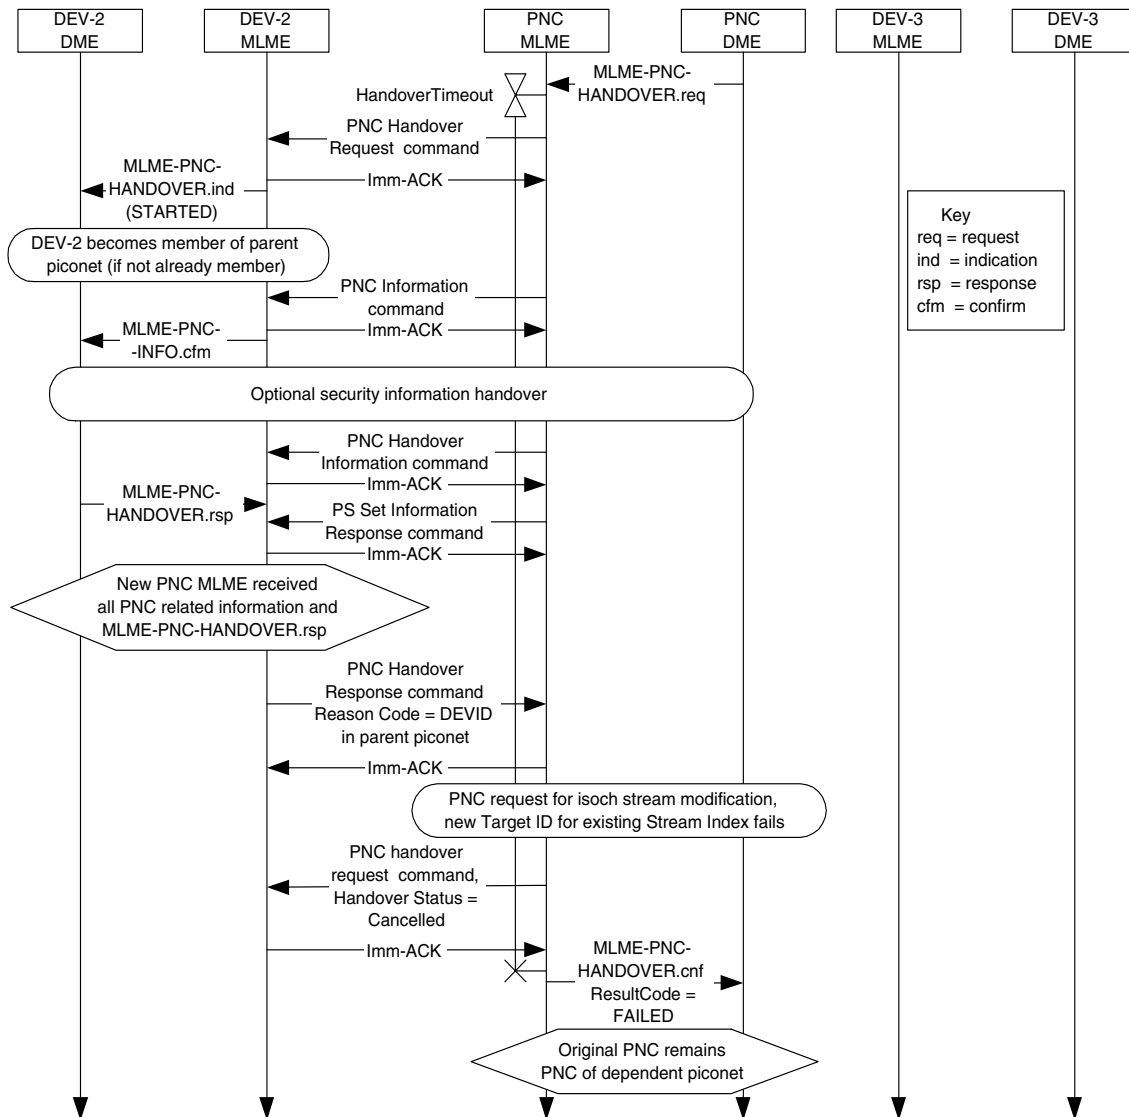 DEV-2
DME
DEV-2
MLME
PNC
MLME
PNC
DME
DEV-3
MLME
DEV-3
DME
MLME-PNC-
HANDOVER.req
HandoverTimeout
PNC Handover
Request command
MLME-PNC-
HANDOVER.ind
(STARTED)
Imm-ACK
Key
req = request
ind = indication
rsp = response
cfm = confirm
DEV-2 becomes member of parent
piconet (if not already member)
PNC Information
command
Imm-ACK
MLME-PNC-
-INFO.cfm
Optional security information handover
PNC Handover
Information command
Imm-ACK
MLME-PNC-
HANDOVER.rsp
PS Set Information
Response command
Imm-ACK
New PNC MLME received
all PNC related information and
MLME-PNC-HANDOVER.rsp
PNC Handover
Response command
Reason Code = DEVID
in parent piconet
Imm-ACK
PNC request for isoch stream modification,
new Target ID for existing Stream Index fails
PNC handover
request command,
Handover Status =
Cancelled
Imm-ACK
MLME-PNC-
HANDOVER.cnf
ResultCode =
FAILED
Original PNC remains
PNC of dependent piconet